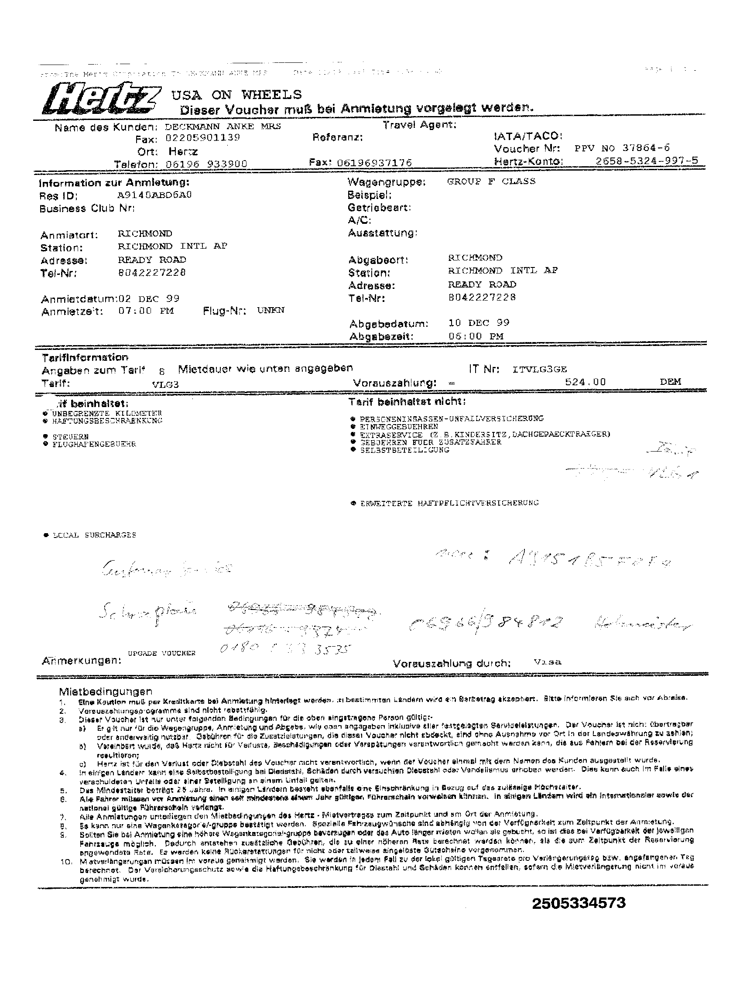 Hertz USA ON WHEELS
Dieser Voucher muß bei Anmietung vorgelegt werden.
Name des Kunden: DECKMANN ANKE MRS Travel Agent:
Fax: 02205901139 Referenz: IATA/TACO:
Ort: Hertz Voucher Nr: PPV NO 37864-6
Telefon: 06196 933900 Fax: 06196937176 Hertz-Konto: 2658-5324-997-5
Information zur Anmietung: Wagengruppe: GROUP F CLASS
Res ID: A9140ABD6A0 Beispiel:
Business Club Nr: Getriebeart:
A/C:
Anmietort: RICHMOND Ausstattung:
Station: RICHMOND INTL AP
Adresse: READY ROAD Abgabeort: RICHMOND
Tel-Nr: 8042227228 Station: RICHMOND INTL AP
Adresse: READY ROAD
Anmietdatum: 02 DEC 99 Tel-Nr: 8042227228
Anmietzeit: 07:00 PM Flug-Nr: UNKN
Abgabedatum: 10 DEC 99
Abgabezeit: 06:00 PM
Tarifinformation
Angaben zum Tarif 8 Mietdauer wie unten angegeben IT Nr: ITVLG3GE
Tarif: VLG3 Vorauszahlung: = 524.00 DEM
if beinhaltet: Tarif beinhaltet nicht:
● UNBEGRENZTE KILOMETER ● PERSONENINSASSEN-UNFALLVERSICHERUNG
● HAFTUNGSBESCHRAENKUNG ● EINWEGGEBUEHREN
● STEUERN ● EXTRASERVICE (Z.B.KINDERSITZ,DACHGEPAECKTRAEGER)
● FLUGHAFENGEBUEHR ● GEBUEHREN FUER ZUSATZFAHRER
● SELBSTBETEILIGUNG
● ERWEITERTE HAFTPFLICHTVERSICHERUNG
● LOCAL SURCHARGES
06966/984812
UPGADE VOUCHER 0180 533 3535
Anmerkungen: Vorauszahlung durch: Visa
Mietbedingungen
1. Eine Kaution muß per Kreditkarte bei Anmietung hinterlegt werden. In bestimmten Ländern wird ein Barbetrag akzeptiert. Bitte informieren Sie sich vor Abreise.
2. Vorauszahlungsprogramme sind nicht rabattfähig.
3. Dieser Voucher ist nur unter folgenden Bedingungen für die oben eingetragene Person gültig:-
a) Er gilt nur für die Wagengruppe, Anmietung und Abgabe, wie oben angegeben inklusive aller festgelegten Serviceleistungen. Der Voucher ist nicht übertragbar
oder anderweitig nutzbar. Gebühren für die Zusatzleistungen, die dieser Voucher nicht abdeckt, sind ohne Ausnahme vor Ort in der Landeswährung zu zahlen;
b) Vereinbart wurde, daß Hertz nicht für Verluste, Beschädigungen oder Verspätungen verantwortlich gemacht werden kann, die aus Fehlern bei der Reservierung
resultieren;
c) Hertz ist für den Verlust oder Diebstahl des Voucher nicht verantwortlich, wenn der Voucher einmal mit dem Namen des Kunden ausgestellt wurde.
4. In einigen Ländern kann eine Selbstbeteiligung bei Diebstahl, Schäden durch versuchten Diebstahl oder Vandalismus erhoben werden. Dies kann auch im Falle eines
verschuldeten Unfalls oder einer Beteiligung an einem Unfall gelten.
5. Das Mindestalter beträgt 25 Jahre. In einigen Ländern besteht ebenfalls eine Einschränkung in Bezug auf das zulässige Höchstalter.
6. Alle Fahrer müssen vor Anmietung einen seit mindestens einem Jahr gültigen Führerschein vorweisen können. In einigen Ländern wird ein Internationaler sowie der
national gültige Führerschein verlangt.
7. Alle Anmietungen unterliegen den Mietbedingungen des Hertz - Mietvertrages zum Zeitpunkt und am Ort der Anmietung.
8. Es kann nur eine Wagenkategorie/gruppe bestätigt werden. Spezielle Fahrzeugwünsche sind abhängig von der Verfügbarkeit zum Zeitpunkt der Anmietung.
9. Sollten Sie bei Anmietung eine höhere Wagenkategorie/-gruppe bevorzugen oder das Auto länger mieten wollen als gebucht, so ist dies bei Verfügbarkeit der jeweiligen
Fahrzeuge möglich. Dadurch entstehen zusätzliche Gebühren, die zu einer höheren Rate berechnet werden können, als die zum Zeitpunkt der Reservierung
angewendete Rate. Es werden keine Rückerstattungen für nicht oder teilweise eingelöste Gutscheine vorgenommen.
10. Mietverlängerungen müssen im voraus genehmigt werden. Sie werden in jedem Fall zu der lokal gültigen Tagesrate pro Verlängerungstag bzw. angefangenen Tag
berechnet. Der Versicherungsschutz sowie die Haftungsbeschränkung für Diestahl und Schäden können entfallen, sofern die Mietverlängerung nicht im voraus
genehmigt wurde.
2505334573